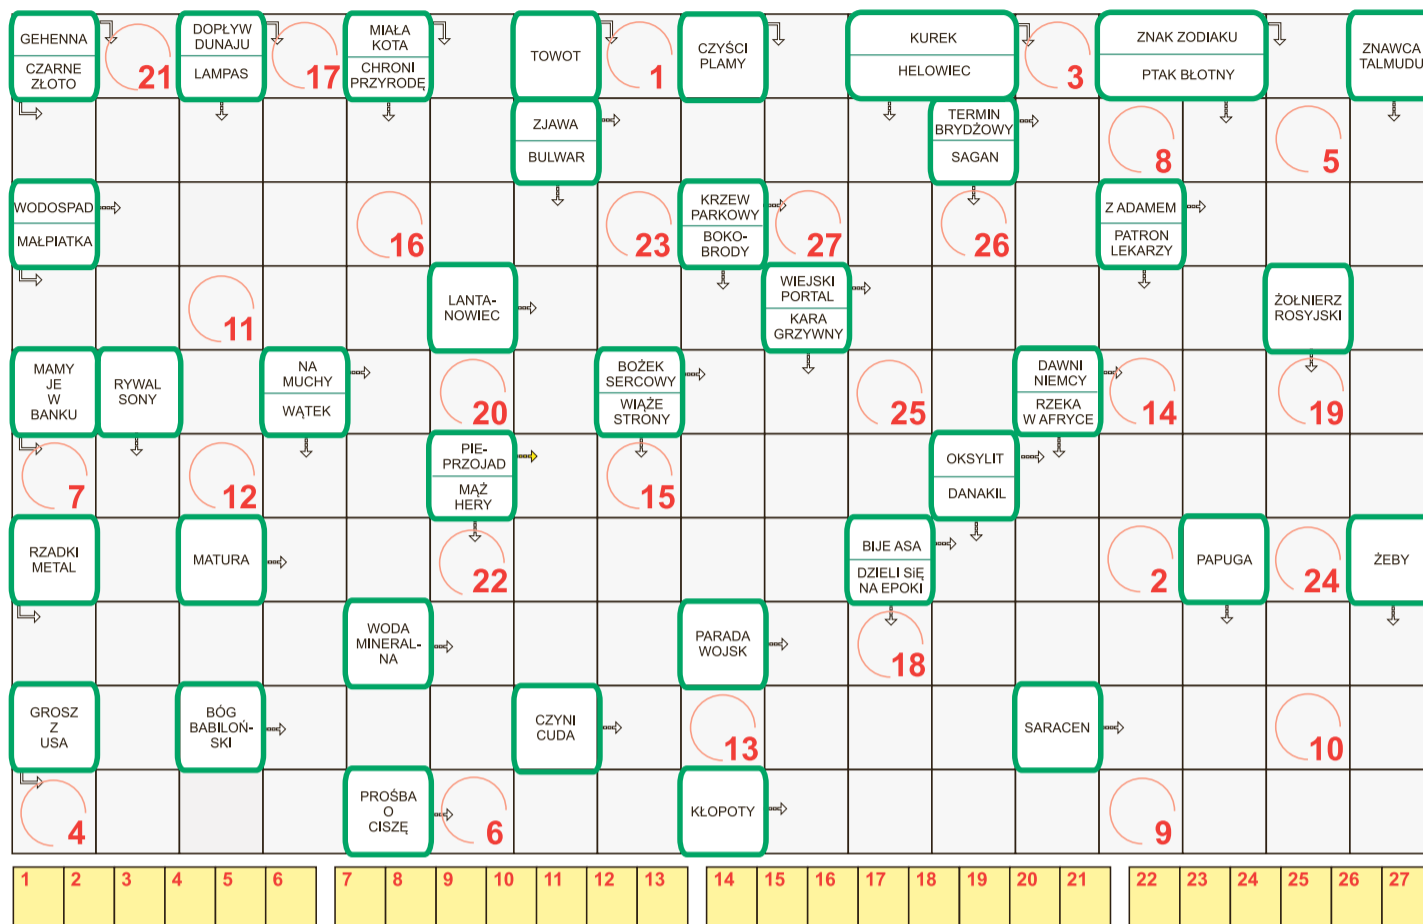 GEHENNA
CZARNE
ZŁOTO
21
DOPŁYW
DUNAJU
LAMPAS
17
MIAŁA
KOTA
CHRONI
PRZYRODĘ
TOWOT
1
CZYŚCI
PLAMY
KUREK
HELOWIEC
3
ZNAK ZODIAKU
PTAK BŁOTNY
ZNAWCA
TALMUDU
ZJAWA
BULWAR
TERMIN
BRYDŻOWY
SAGAN
8
5
WODOSPAD
MAŁPIATKA
16
23
KRZEW
PARKOWY
BOKO-
BRODY
27
26
Z ADAMEM
PATRON
LEKARZY
11
LANTA-
NOWIEC
WIEJSKI
PORTAL
KARA
GRZYWNY
ŻOŁNIERZ
ROSYJSKI
MAMY
JE
W
BANKU
RYWAL
SONY
NA
MUCHY
WĄTEK
20
BOŻEK
SERCOWY
WIĄŻE
STRONY
25
DAWNI
NIEMCY
RZEKA
W AFRYCE
14
19
7
12
PIE-
PRZOJAD
MĄŻ
HERY
15
OKSYLIT
DANAKIL
RZADKI
METAL
MATURA
22
BIJE ASA
DZIELI SiĘ
NA EPOKI
2
PAPUGA
24
ŻEBY
WODA
MINERAL-
NA
PARADA
WOJSK
18
GROSZ
Z
USA
BÓG
BABILOŃ-
SKI
CZYNI
CUDA
13
SARACEN
10
4
PROŚBA
O
CISZĘ
6
KŁOPOTY
9
1 2 3 4 5 6 7 8 9 10 11 12 13 14 15 16 17 18 19 20 21 22 23 24 25 26 27